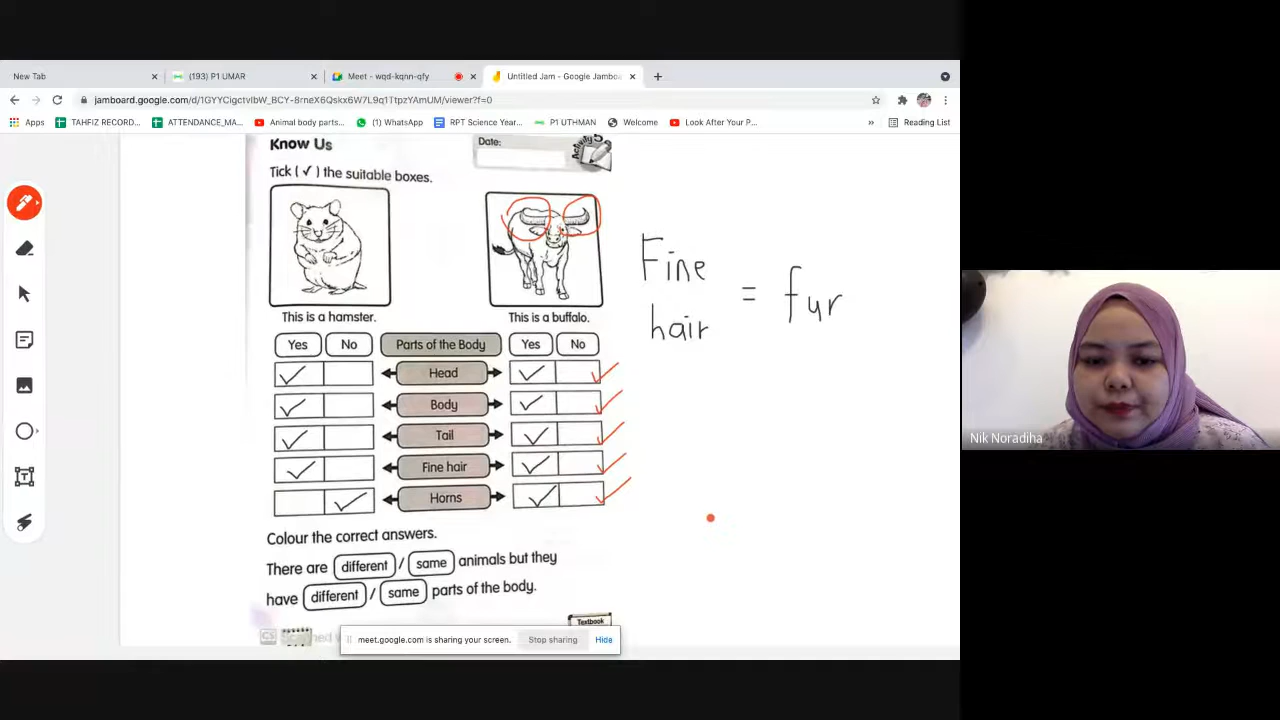 New Tab
(193) P1 UMAR
Meet - wqd-kqnn-qfy
Untitled Jam - Google Jamboa
jamboard.google.com/d/1GYYCigctvIbW_BCY-8rneX6Qskx6W7L9q1TtpzYAmUM/viewer?f=0
Apps
TAHFIZ RECORD...
ATTENDANCE_MA...
Animal body parts...
(1) WhatsApp
RPT Science Year...
P1 UTHMAN
Welcome
Look After Your P...
»
Reading List
Know Us
Date:
Activity 5
Tick ( ✓ ) the suitable boxes.
This is a hamster.
This is a buffalo.
Fine
hair
= fur
Yes No Parts of the Body Yes No
Head
Body
Tail
Fine hair
Horns
Colour the correct answers.
There are different / same animals but they
have different / same parts of the body.
Textbook
CS
meet.google.com is sharing your screen.
Stop sharing
Hide
Nik Noradiha